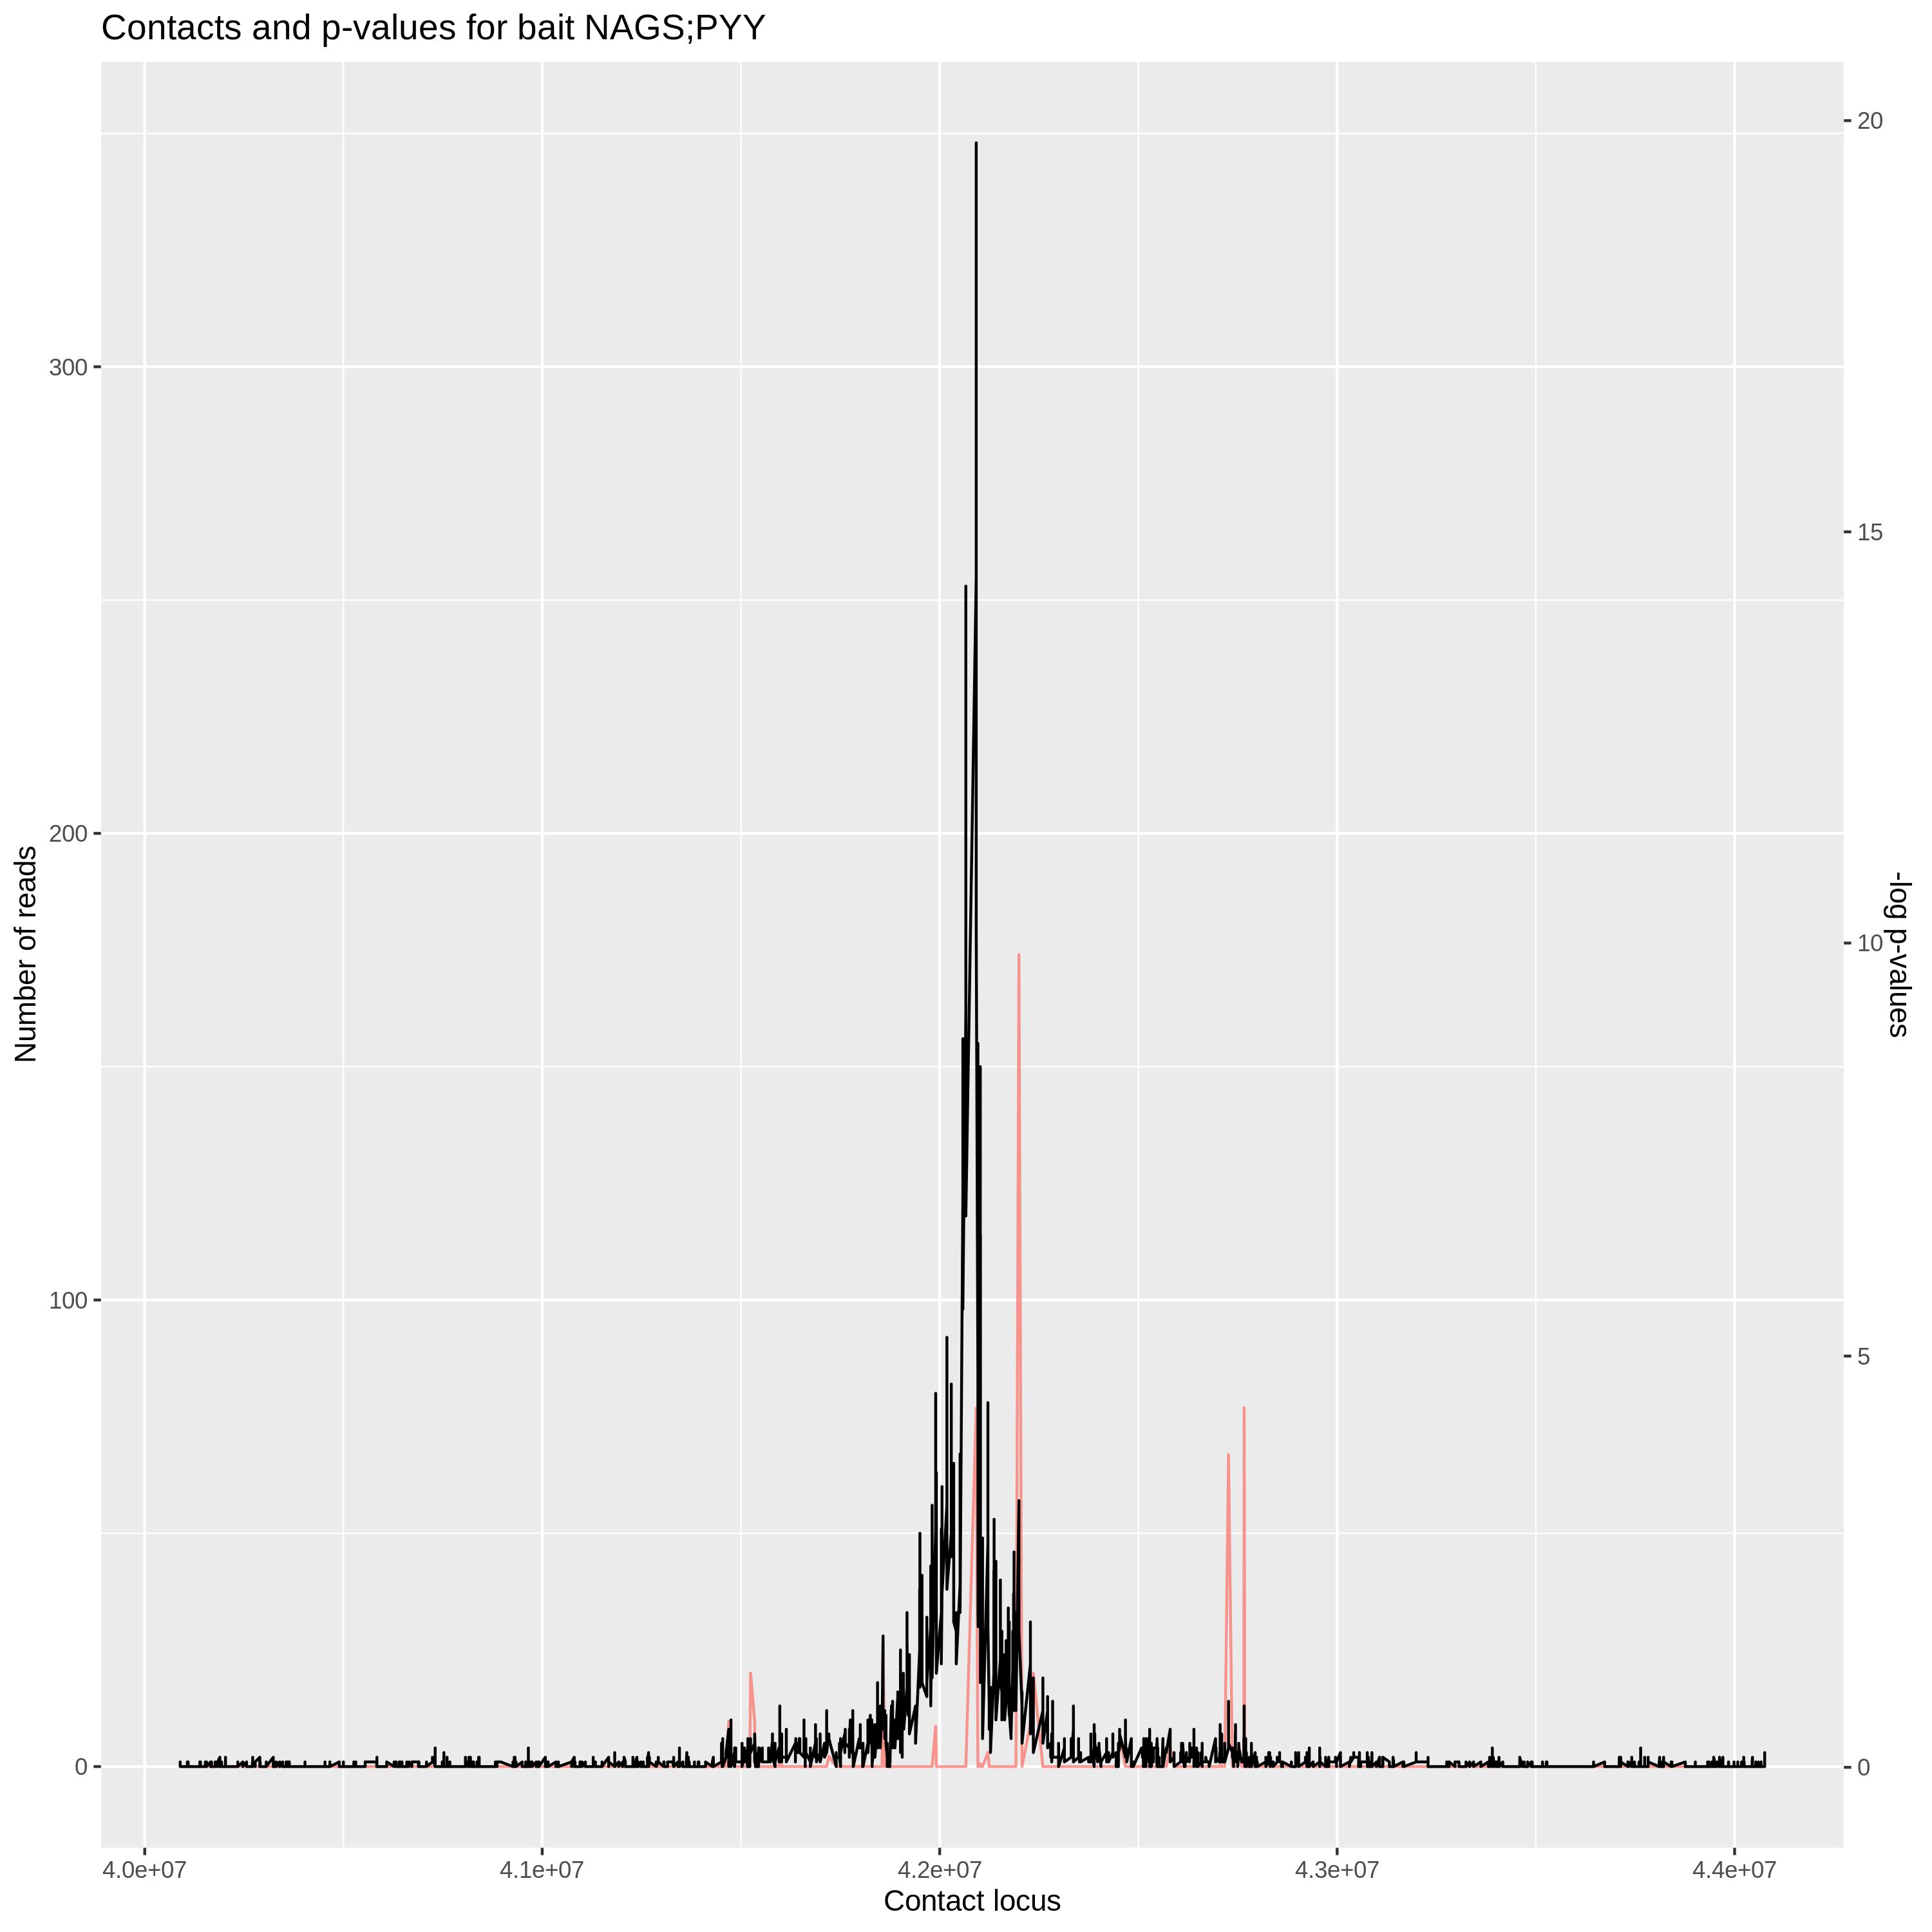 Contacts and p-values for bait NAGS;PYY
Number of reads
300
200
100
0
20
15
10
5
0
-log p-values
4.0e+07
4.1e+07
4.2e+07
4.3e+07
4.4e+07
Contact locus